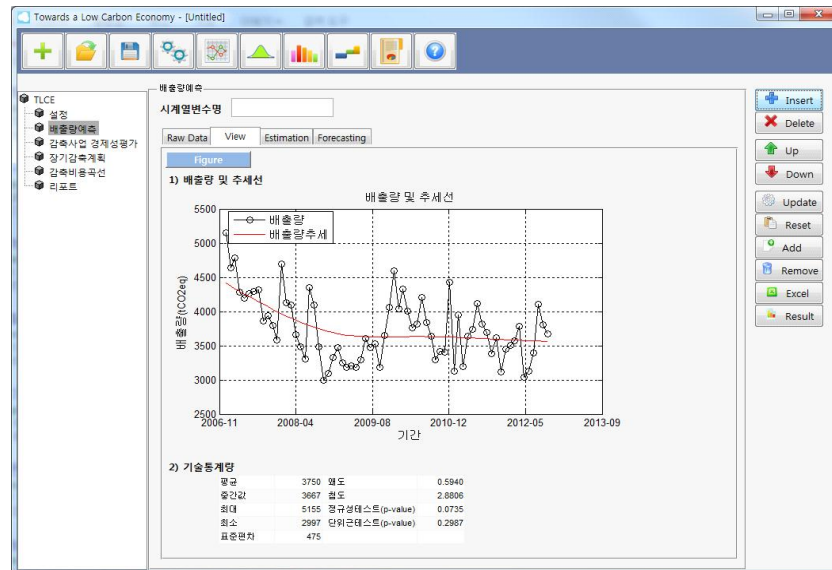 Towards a Low Carbon Economy - [Untitled]
TLCE
설정
배출량예측
감축사업 경제성평가
장기감축계획
감축비용곡선
리포트
배출량예측
시계열변수명
Raw Data View Estimation Forecasting
Figure
1) 배출량 및 추세선
배출량 및 추세선
배출량
배출량추세
배출량(tCO2eq)
5500
5000
4500
4000
3500
3000
2500
2006-11 2008-04 2009-08 2010-12 2012-05 2013-09
기간
2) 기술통계량
평균 3750 왜도 0.5940
중간값 3667 첨도 2.8806
최대 5155 정규성테스트(p-value) 0.0735
최소 2997 단위근테스트(p-value) 0.2987
표준편차 475
Insert
Delete
Up
Down
Update
Reset
Add
Remove
Excel
Result